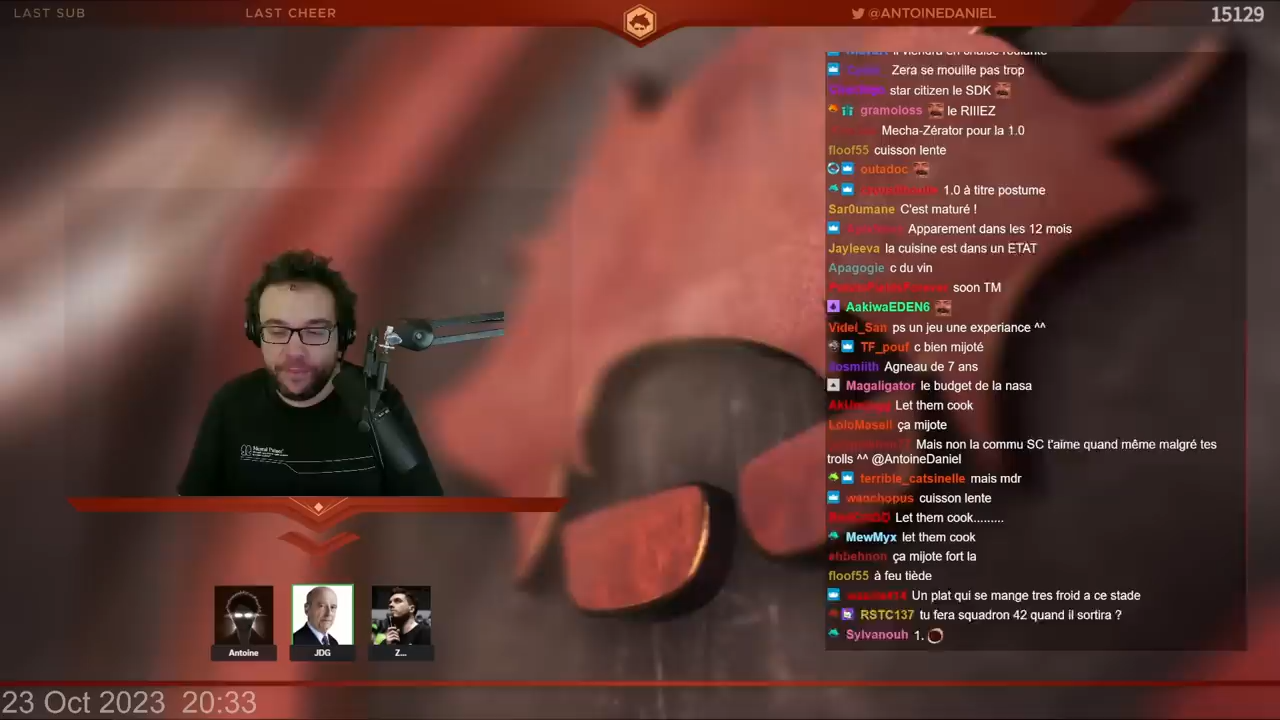 LAST SUB
LAST CHEER
@ANTOINEDANIEL
15129
il viendra en chaise roulante
Zera se mouille pas trop
star citizen le SDK
gramoloss le RIIIEZ
Mecha-Zérator pour la 1.0
floof55 cuisson lente
outadoc
1.0 à titre postume
Sar0umane C'est maturé !
Apparement dans les 12 mois
Jayleeva la cuisine est dans un ETAT
Apagogie c du vin
soon TM
AakiwaEDEN6
Videl_San ps un jeu une experiance ^^
TF_pouf c bien mijoté
Agneau de 7 ans
Magaligator le budget de la nasa
Let them cook
LoloMasell ça mijote
Mais non la commu SC t'aime quand même malgré tes
trolls ^^ @AntoineDaniel
terrible_catsinelle mais mdr
wanchopus cuisson lente
Let them cook.........
MewMyx let them cook
ehbehnon ça mijote fort la
floof55 à feu tiède
Un plat qui se mange tres froid a ce stade
RSTC137 tu fera squadron 42 quand il sortira ?
Sylvanouh 1.
Antoine
JDG
Z...
23 Oct 2023 20:33